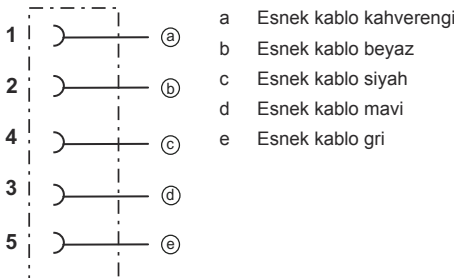 1 ⓐ
2 ⓑ
4 ⓒ
3 ⓓ
5 ⓔ
a Esnek kablo kahverengi
b Esnek kablo beyaz
c Esnek kablo siyah
d Esnek kablo mavi
e Esnek kablo gri